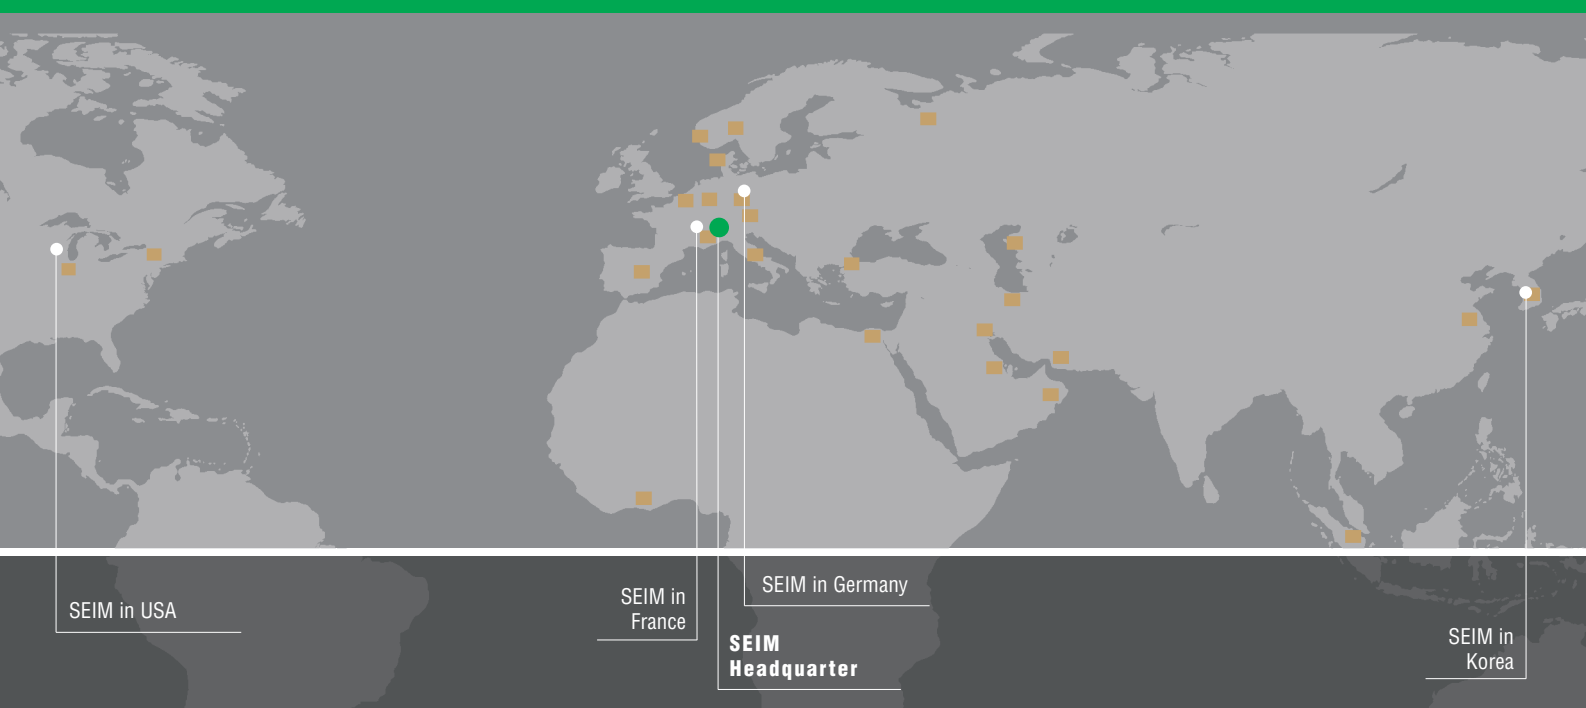 SEIM in USA
SEIM in
France
SEIM in Germany
SEIM
Headquarter
SEIM in
Korea